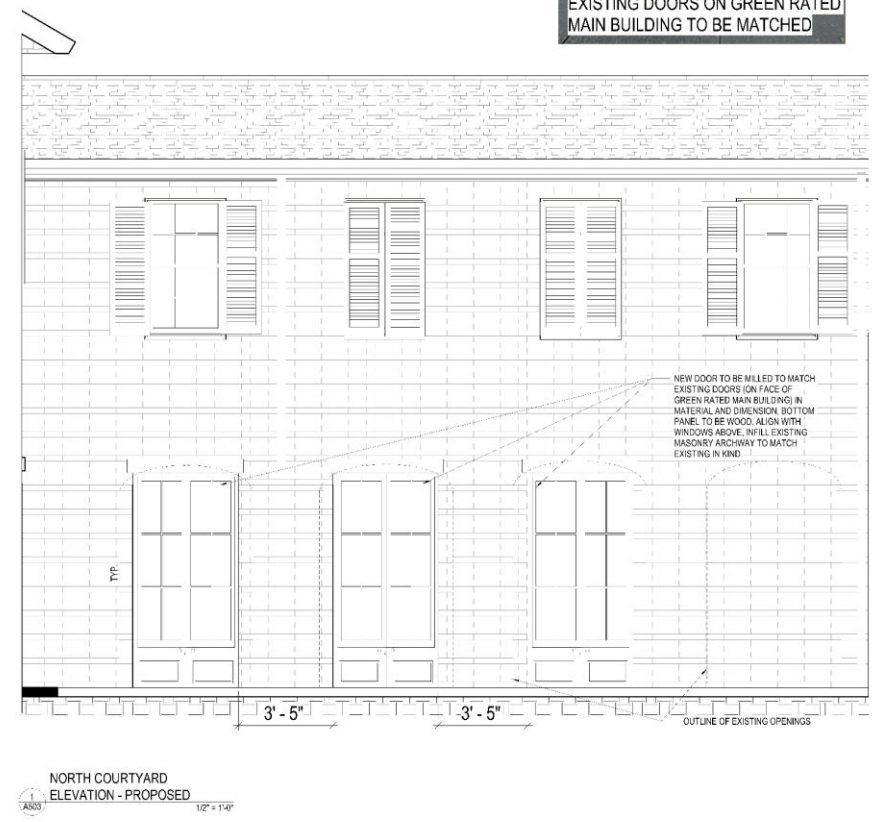 EXISTING DOORS ON GREEN RATED
MAIN BUILDING TO BE MATCHED
NEW DOOR TO BE MILLED TO MATCH
EXISTING DOORS (ON FACE OF
GREEN RATED MAIN BUILDING) IN
MATERIAL AND DIMENSION. BOTTOM
PANEL TO BE WOOD. ALIGN WITH
WINDOWS ABOVE, INFILL EXISTING
MASONRY ARCHWAY TO MATCH
EXISTING IN KIND
TYP.
3' - 5"
3' - 5"
OUTLINE OF EXISTING OPENINGS
NORTH COURTYARD
1
ELEVATION - PROPOSED
A503
1/2" = 1'-0"